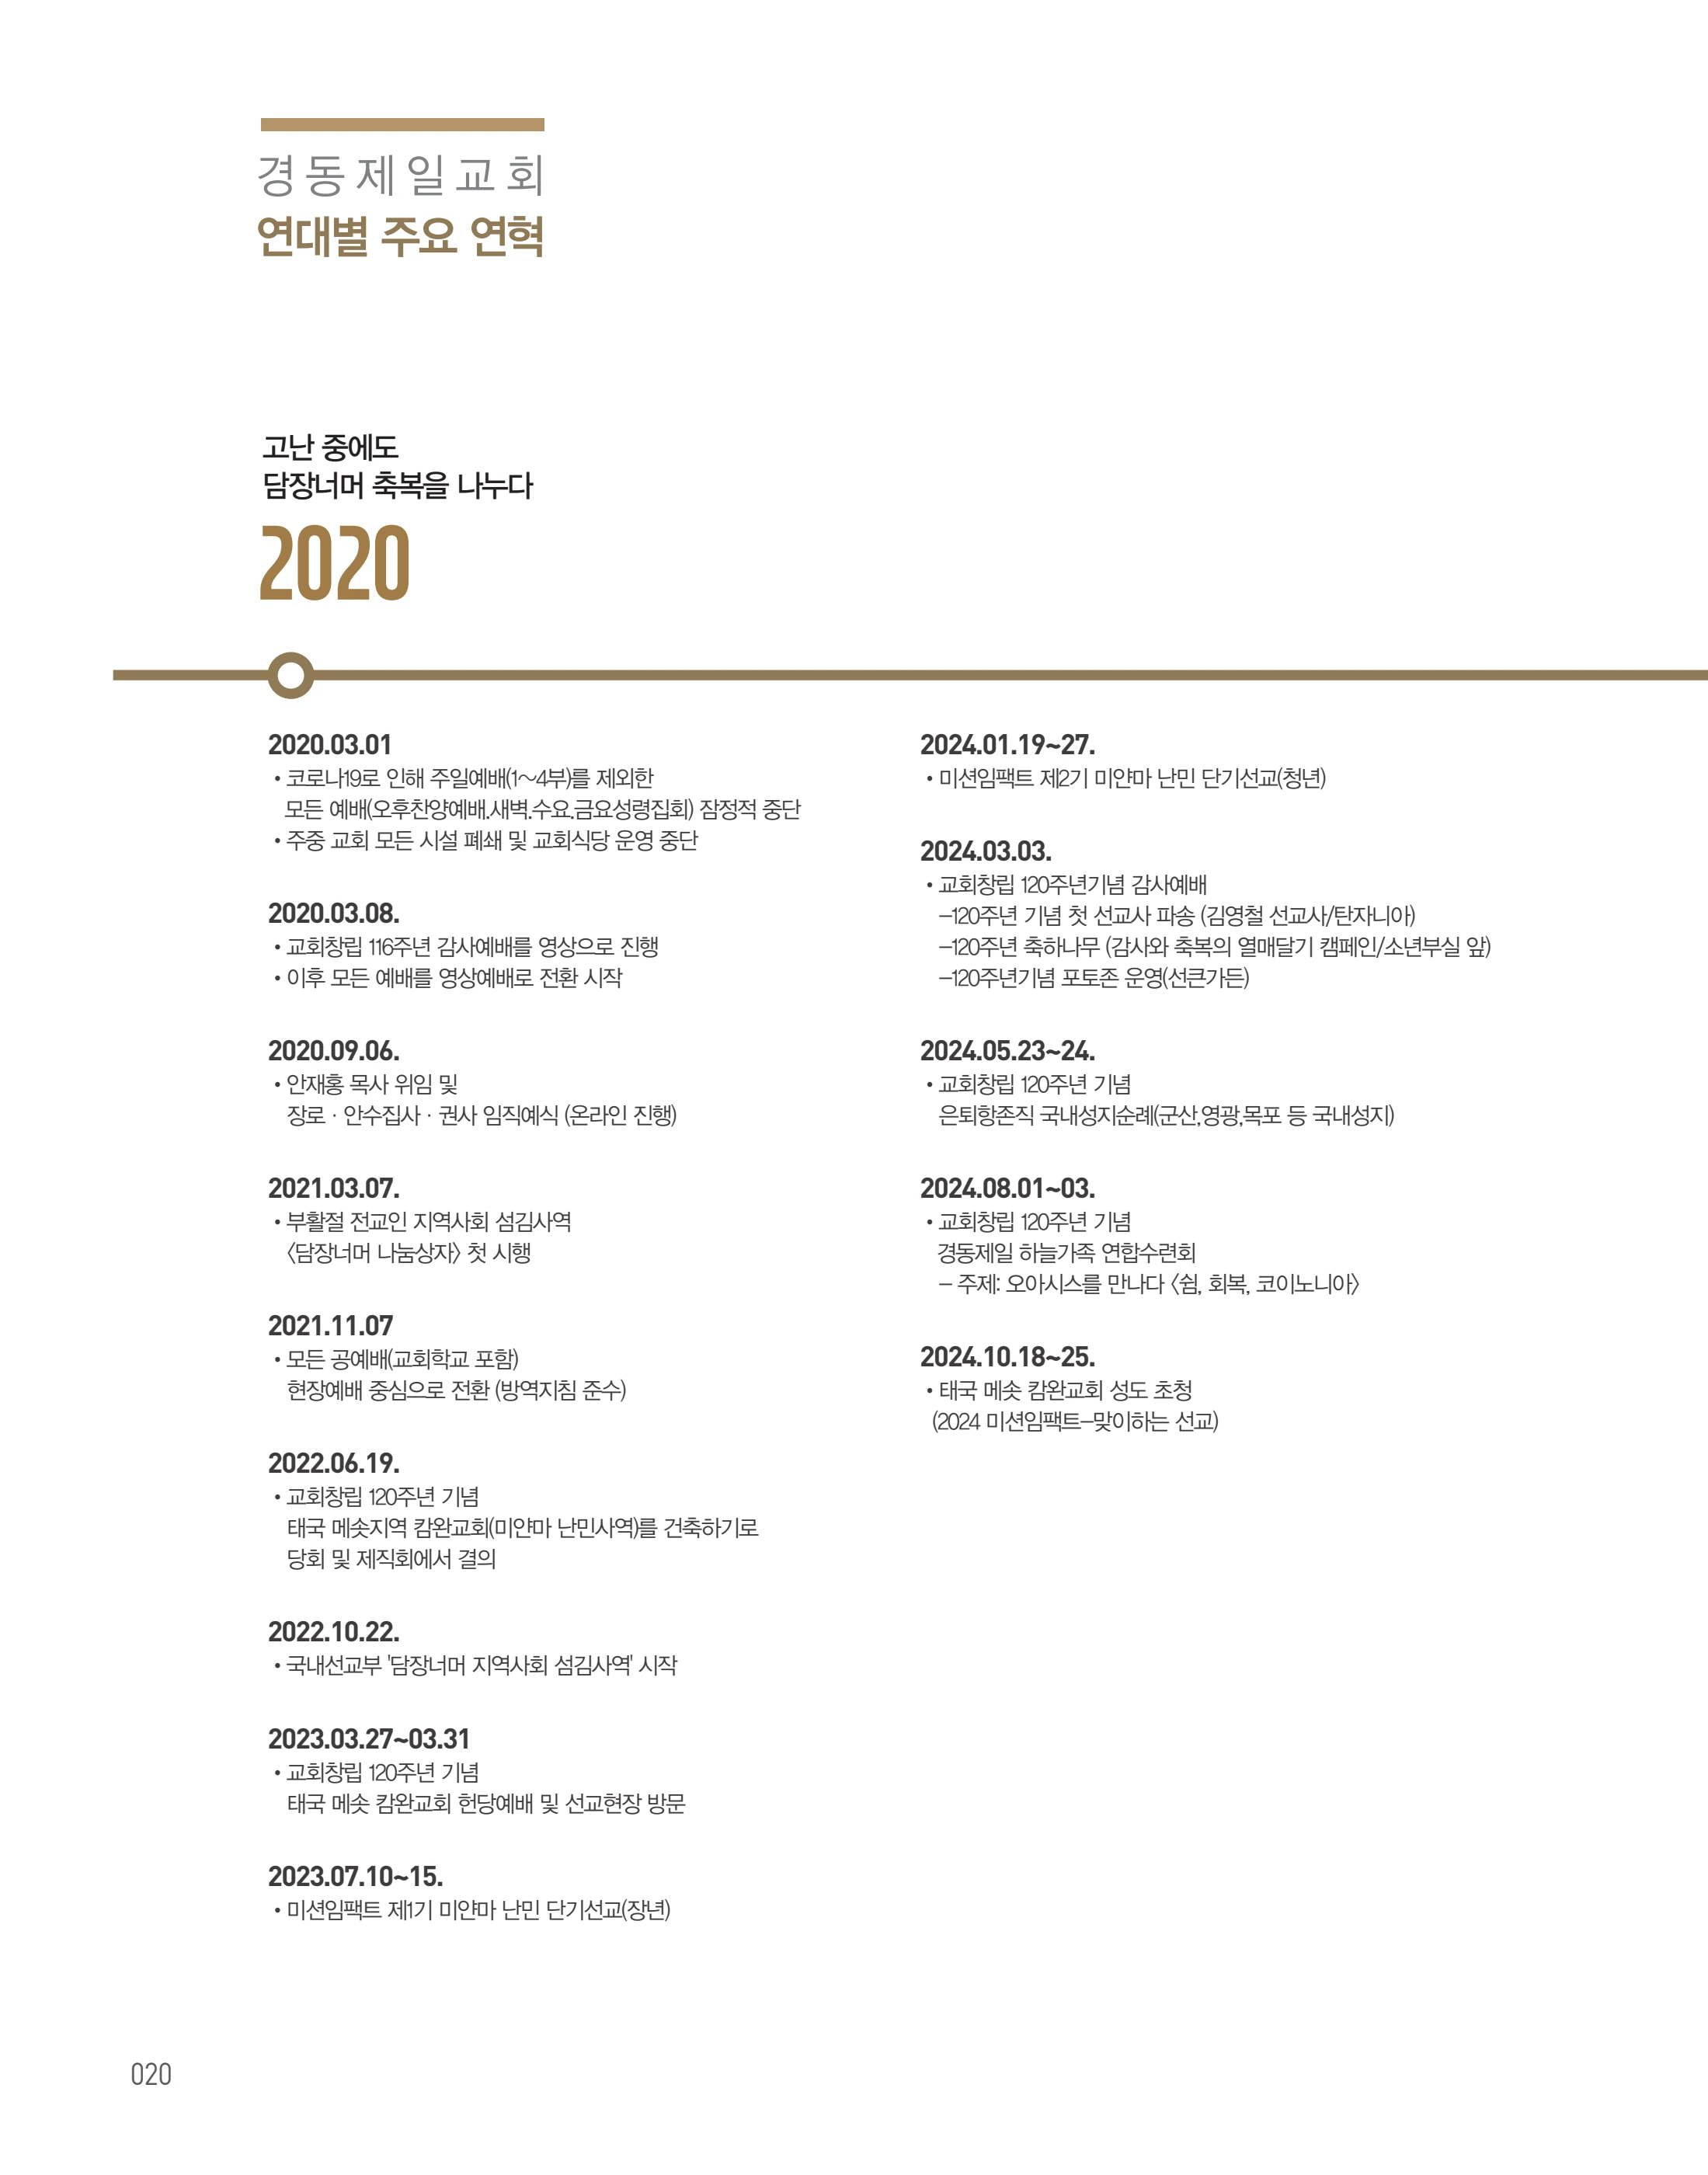 경동제일교회
연대별 주요 연혁
고난 중에도
담장너머 축복을 나누다
2020
2020.03.01
• 코로나19로 인해 주일예배(1~4부)를 제외한
모든 예배(오후찬양예배.새벽.수요.금요성령집회) 잠정적 중단
• 주중 교회 모든 시설 폐쇄 및 교회식당 운영 중단
2020.03.08.
• 교회창립 116주년 감사예배를 영상으로 진행
• 이후 모든 예배를 영상예배로 전환 시작
2020.09.06.
• 안재홍 목사 위임 및
장로 · 안수집사 · 권사 임직예식 (온라인 진행)
2021.03.07.
• 부활절 전교인 지역사회 섬김사역
〈담장너머 나눔상자〉 첫 시행
2021.11.07
• 모든 공예배(교회학교 포함)
현장예배 중심으로 전환 (방역지침 준수)
2022.06.19.
• 교회창립 120주년 기념
태국 메솟지역 캄완교회(미얀마 난민사역)를 건축하기로
당회 및 제직회에서 결의
2022.10.22.
• 국내선교부 '담장너머 지역사회 섬김사역' 시작
2023.03.27~03.31
• 교회창립 120주년 기념
태국 메솟 캄완교회 헌당예배 및 선교현장 방문
2023.07.10~15.
• 미션임팩트 제1기 미얀마 난민 단기선교(장년)
2024.01.19~27.
• 미션임팩트 제2기 미얀마 난민 단기선교(청년)
2024.03.03.
• 교회창립 120주년기념 감사예배
-120주년 기념 첫 선교사 파송 (김영철 선교사/탄자니아)
-120주년 축하나무 (감사와 축복의 열매달기 캠페인/소년부실 앞)
-120주년기념 포토존 운영(선큰가든)
2024.05.23~24.
• 교회창립 120주년 기념
은퇴항존직 국내성지순례(군산,영광,목포 등 국내성지)
2024.08.01~03.
• 교회창립 120주년 기념
경동제일 하늘가족 연합수련회
- 주제: 오아시스를 만나다 〈쉼, 회복, 코이노니아〉
2024.10.18~25.
• 태국 메솟 캄완교회 성도 초청
(2024 미션임팩트-맞이하는 선교)
020